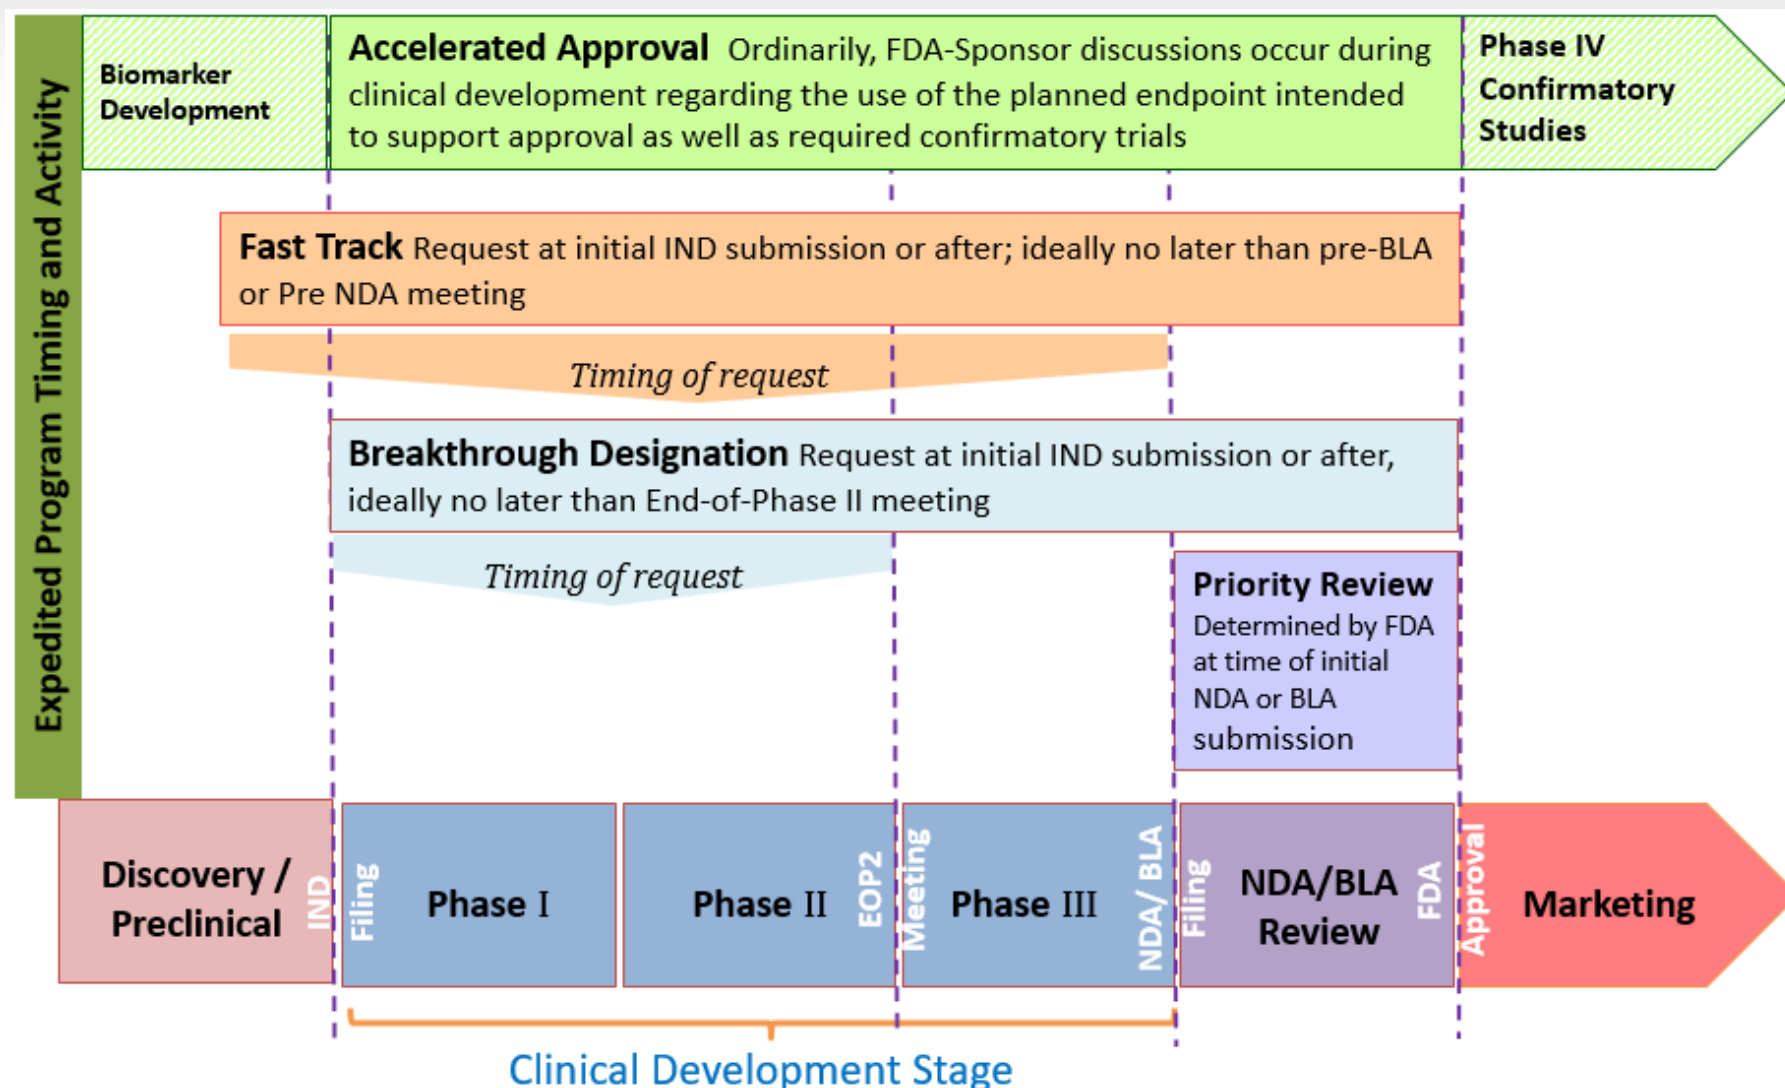 Expedited Program Timing and Activity
Biomarker
Development
Accelerated Approval Ordinarily, FDA-Sponsor discussions occur during
clinical development regarding the use of the planned endpoint intended
to support approval as well as required confirmatory trials
Phase IV
Confirmatory
Studies
Fast Track Request at initial IND submission or after; ideally no later than pre-BLA
or Pre NDA meeting
Timing of request
Breakthrough Designation Request at initial IND submission or after,
ideally no later than End-of-Phase II meeting
Timing of request
Priority Review
Determined by FDA
at time of initial
NDA or BLA
submission
Discovery /
Preclinical
IND
Filing
Phase I
Phase II
EOP2
Meeting
Phase III
NDA/ BLA
Filing
NDA/BLA
Review
FDA
Approval
Marketing
Clinical Development Stage